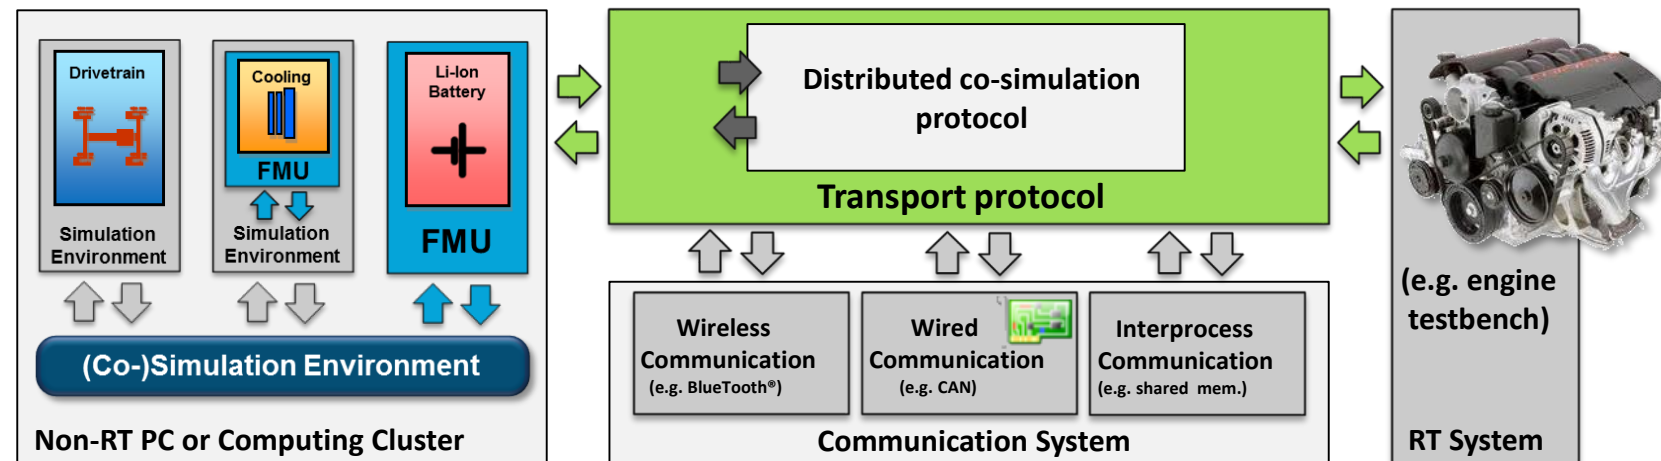 Drivetrain
Simulation
Environment
Cooling
FMU
Simulation
Environment
Li-Ion
Battery
FMU
(Co-)Simulation Environment
Non-RT PC or Computing Cluster
Distributed co-simulation
protocol
Transport protocol
Wireless
Communication
(e.g. BlueTooth®)
Wired
Communication
(e.g. CAN)
Interprocess
Communication
(e.g. shared mem.)
Communication System
(e.g. engine
testbench)
RT System